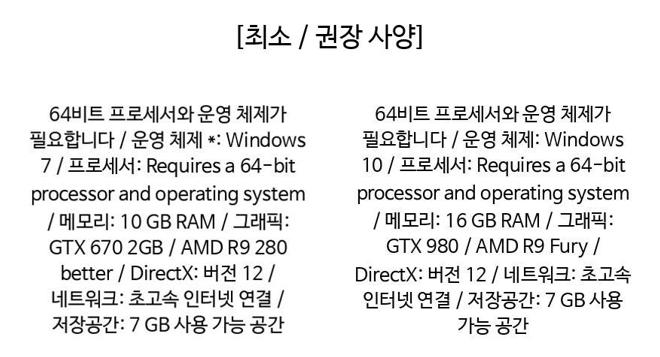 [최소 / 권장 사양]
64비트 프로세서와 운영 체제가
필요합니다 / 운영 체제 *: Windows
7 / 프로세서: Requires a 64-bit
processor and operating system
/ 메모리: 10 GB RAM / 그래픽:
GTX 670 2GB / AMD R9 280
better / DirectX: 버전 12 /
네트워크: 초고속 인터넷 연결 /
저장공간: 7 GB 사용 가능 공간
64비트 프로세서와 운영 체제가
필요합니다 / 운영 체제: Windows
10 / 프로세서: Requires a 64-bit
processor and operating system
/ 메모리: 16 GB RAM / 그래픽:
GTX 980 / AMD R9 Fury /
DirectX: 버전 12 / 네트워크: 초고속
인터넷 연결 / 저장공간: 7 GB 사용
가능 공간